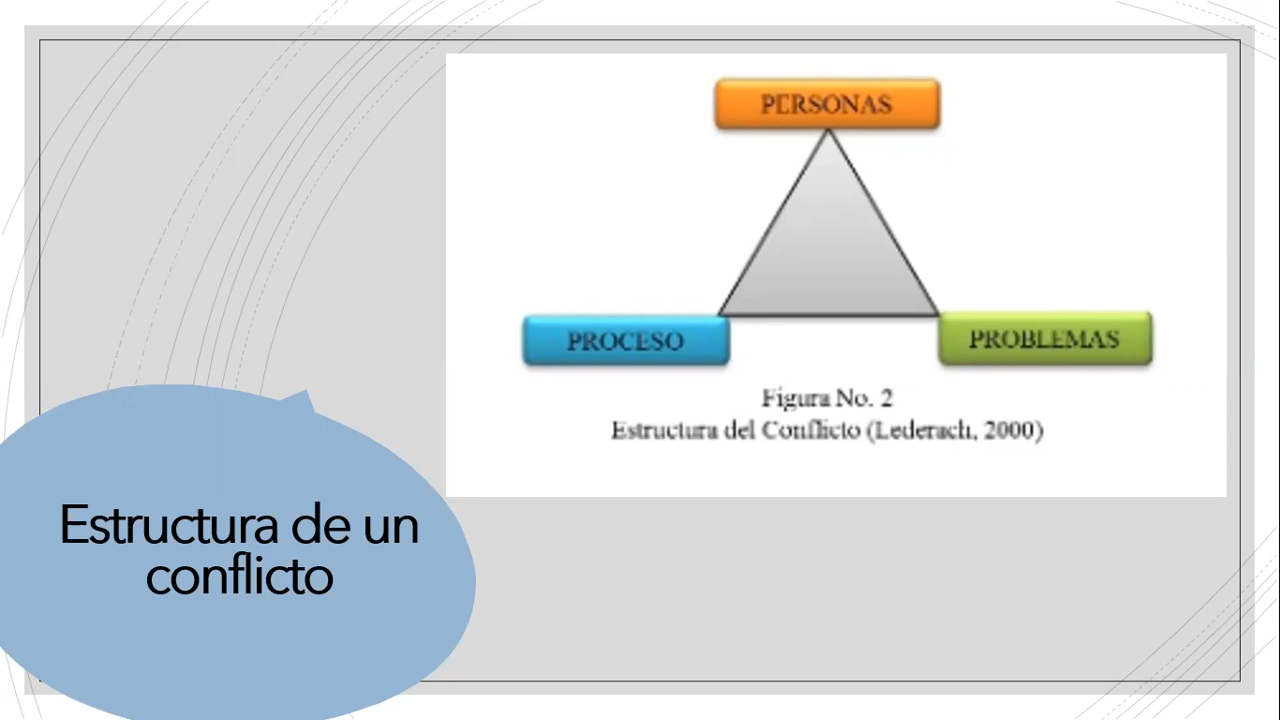 PERSONAS
PROCESO
PROBLEMAS
Figura No. 2
Estructura del Conflicto (Lederach, 2000)
Estructura de un
conflicto